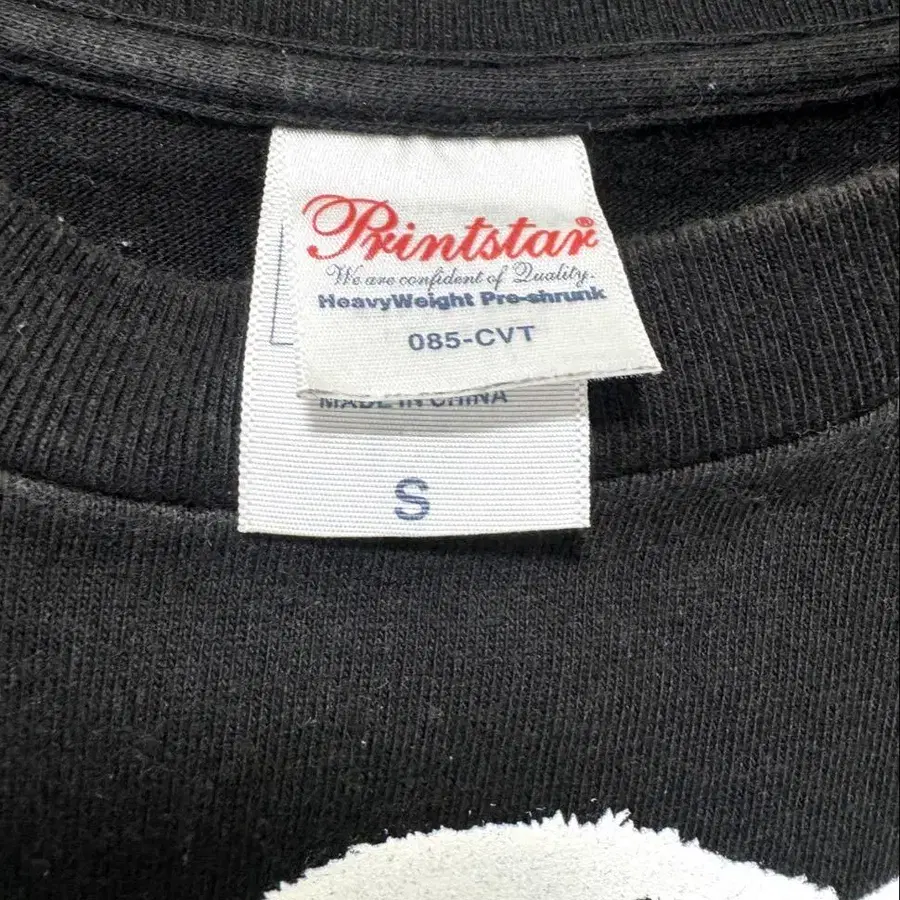 Printstar®
We are confident of Quality.
HeavyWeight Pre-shrunk
085-CVT
MADE IN CHINA
S